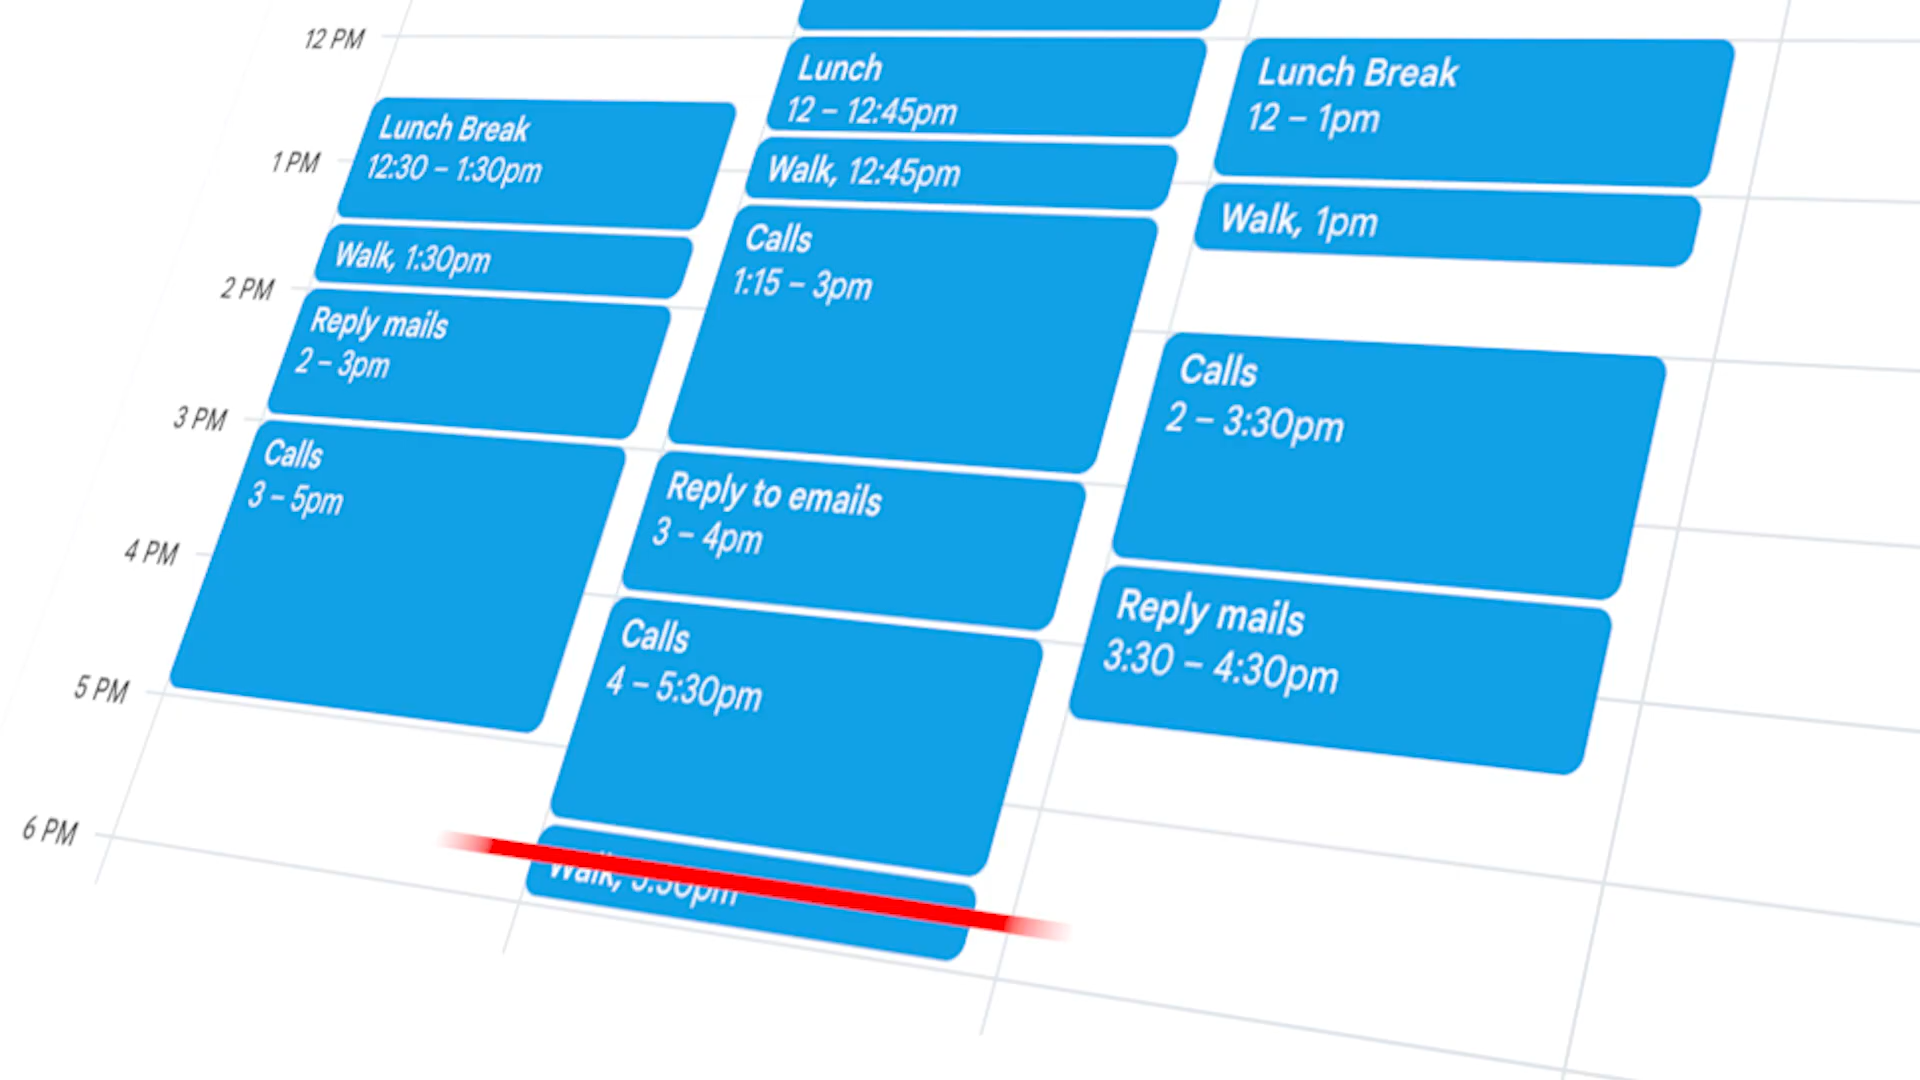 12 PM
1 PM
2 PM
3 PM
4 PM
5 PM
6 PM
Lunch Break
12:30 – 1:30pm
Walk, 1:30pm
Reply mails
2 – 3pm
Calls
3 – 5pm
Lunch
12 – 12:45pm
Walk, 12:45pm
Calls
1:15 – 3pm
Reply to emails
3 – 4pm
Calls
4 – 5:30pm
Walk, 5:30pm
Lunch Break
12 – 1pm
Walk, 1pm
Calls
2 – 3:30pm
Reply mails
3:30 – 4:30pm